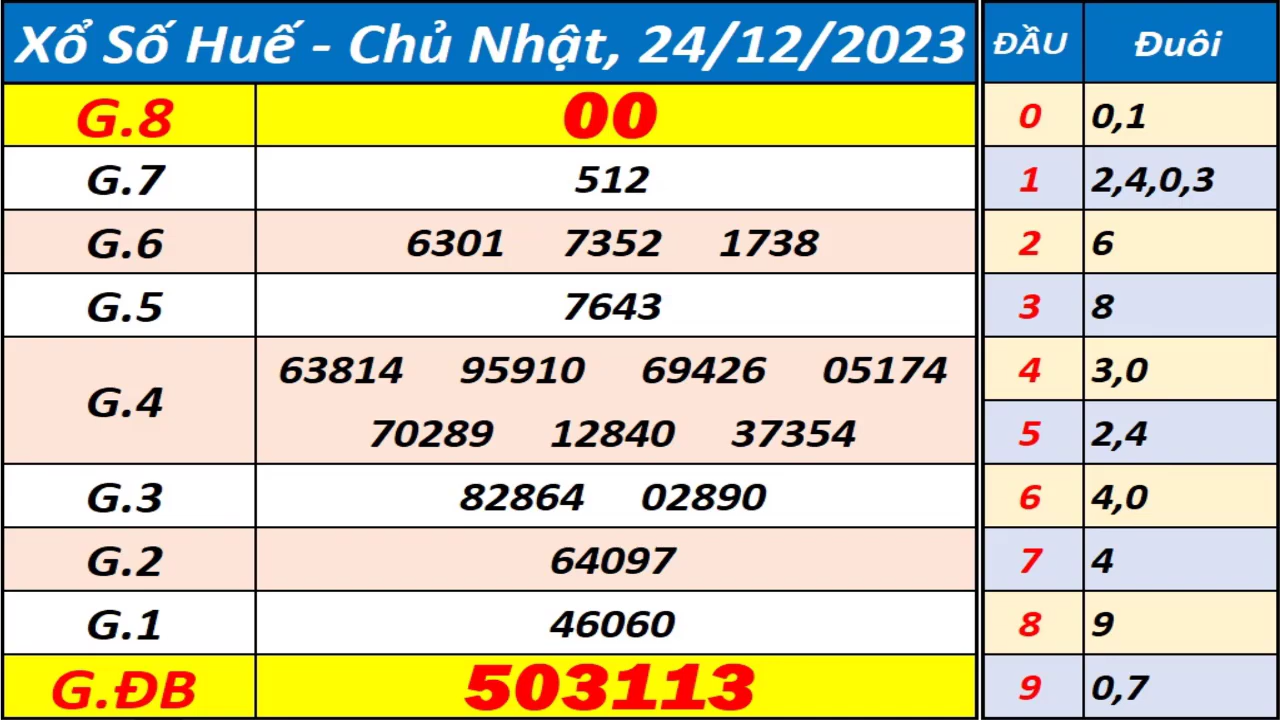 Xổ Số Huế - Chủ Nhật, 24/12/2023
G.8 00
G.7 512
G.6 6301 7352 1738
G.5 7643
G.4
63814 95910 69426 05174
70289 12840 37354
G.3 82864 02890
G.2 64097
G.1 46060
G.ĐB 503113
ĐẦU Đuôi
0 0,1
1 2,4,0,3
2 6
3 8
4 3,0
5 2,4
6 4,0
7 4
8 9
9 0,7